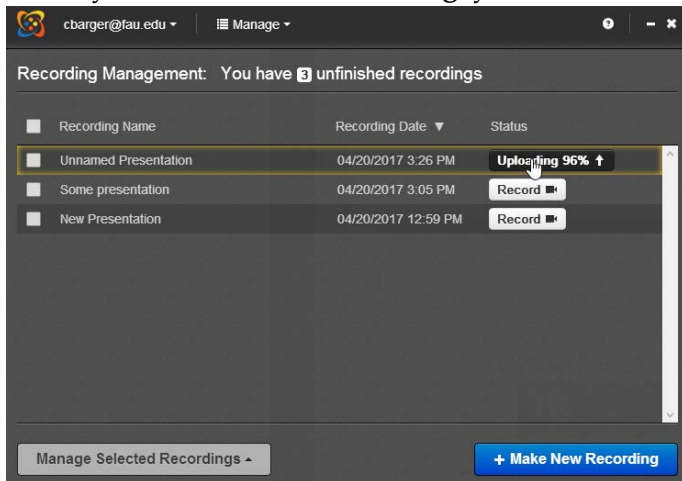 cbarger@fau.edu Manage ?
Recording Management: You have 3 unfinished recordings
Recording Name Recording Date ▼ Status
Unnamed Presentation 04/20/2017 3:26 PM Uploading 96%
Some presentation 04/20/2017 3:05 PM Record
New Presentation 04/20/2017 12:59 PM Record
Manage Selected Recordings + Make New Recording